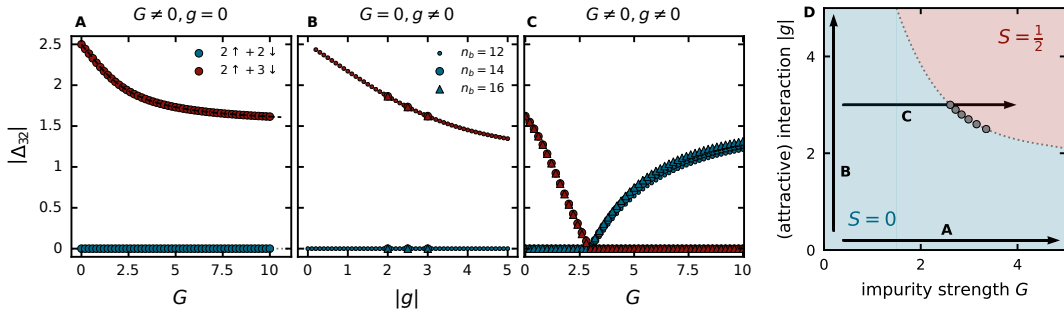 A
G ≠ 0, g = 0
2↑ + 2↓
2↑ + 3↓
|Δ₃₂|
2.5
2
1.5
1
0.5
0
0
2.5
5
7.5
10
G
B
G = 0, g ≠ 0
n_b = 12
n_b = 14
n_b = 16
0
1
2
3
4
5
|g|
C
G ≠ 0, g ≠ 0
0
2.5
5
7.5
10
G
D
(attractive) interaction |g|
4
2
0
S = 1/2
C
B
S = 0
A
0
2
4
impurity strength G